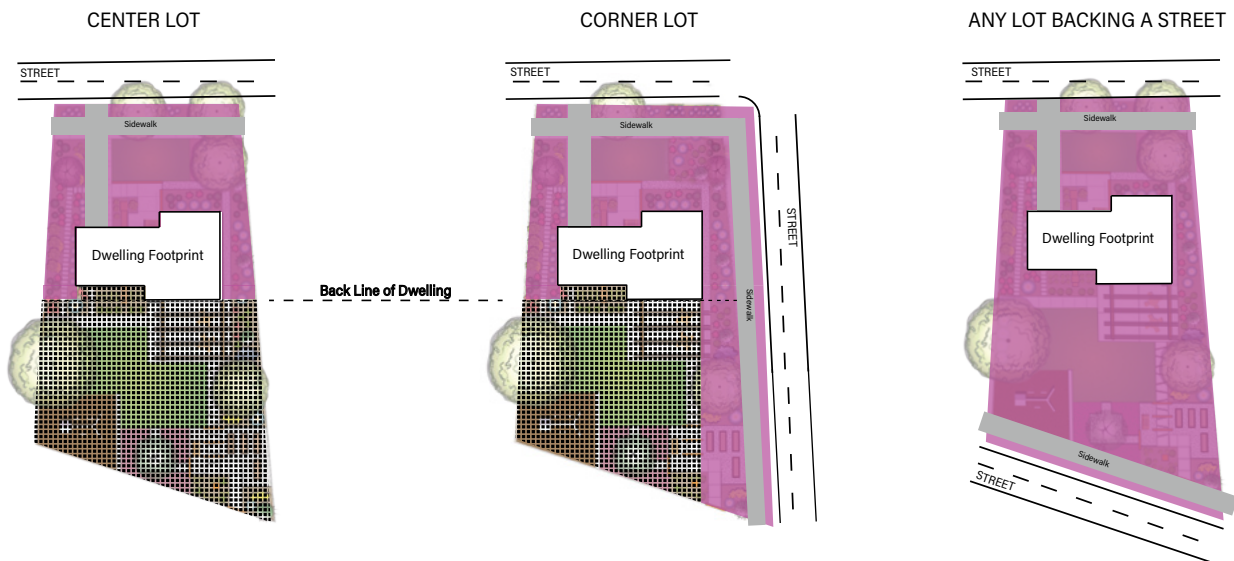 CENTER LOT
CORNER LOT
ANY LOT BACKING A STREET
STREET
STREET
STREET
Sidewalk
Sidewalk
Sidewalk
STREET
Dwelling Footprint
Dwelling Footprint
Dwelling Footprint
Back Line of Dwelling
Sidewalk
Sidewalk
STREET